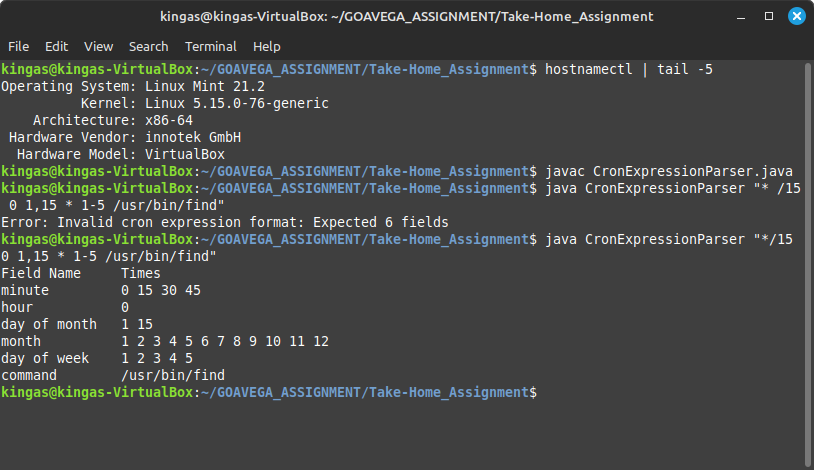 kingas@kingas-VirtualBox: ~/GOAVEGA_ASSIGNMENT/Take-Home_Assignment
File Edit View Search Terminal Help
kingas@kingas-VirtualBox:~/GOAVEGA_ASSIGNMENT/Take-Home_Assignment$ hostnamectl | tail -5
Operating System: Linux Mint 21.2
          Kernel: Linux 5.15.0-76-generic
    Architecture: x86-64
 Hardware Vendor: innotek GmbH
  Hardware Model: VirtualBox
kingas@kingas-VirtualBox:~/GOAVEGA_ASSIGNMENT/Take-Home_Assignment$ javac CronExpressionParser.java
kingas@kingas-VirtualBox:~/GOAVEGA_ASSIGNMENT/Take-Home_Assignment$ java CronExpressionParser "* /15
 0 1,15 * 1-5 /usr/bin/find"
Error: Invalid cron expression format: Expected 6 fields
kingas@kingas-VirtualBox:~/GOAVEGA_ASSIGNMENT/Take-Home_Assignment$ java CronExpressionParser "*/15
0 1,15 * 1-5 /usr/bin/find"
Field Name     Times
minute         0 15 30 45
hour           0
day of month   1 15
month          1 2 3 4 5 6 7 8 9 10 11 12
day of week    1 2 3 4 5
command        /usr/bin/find
kingas@kingas-VirtualBox:~/GOAVEGA_ASSIGNMENT/Take-Home_Assignment$